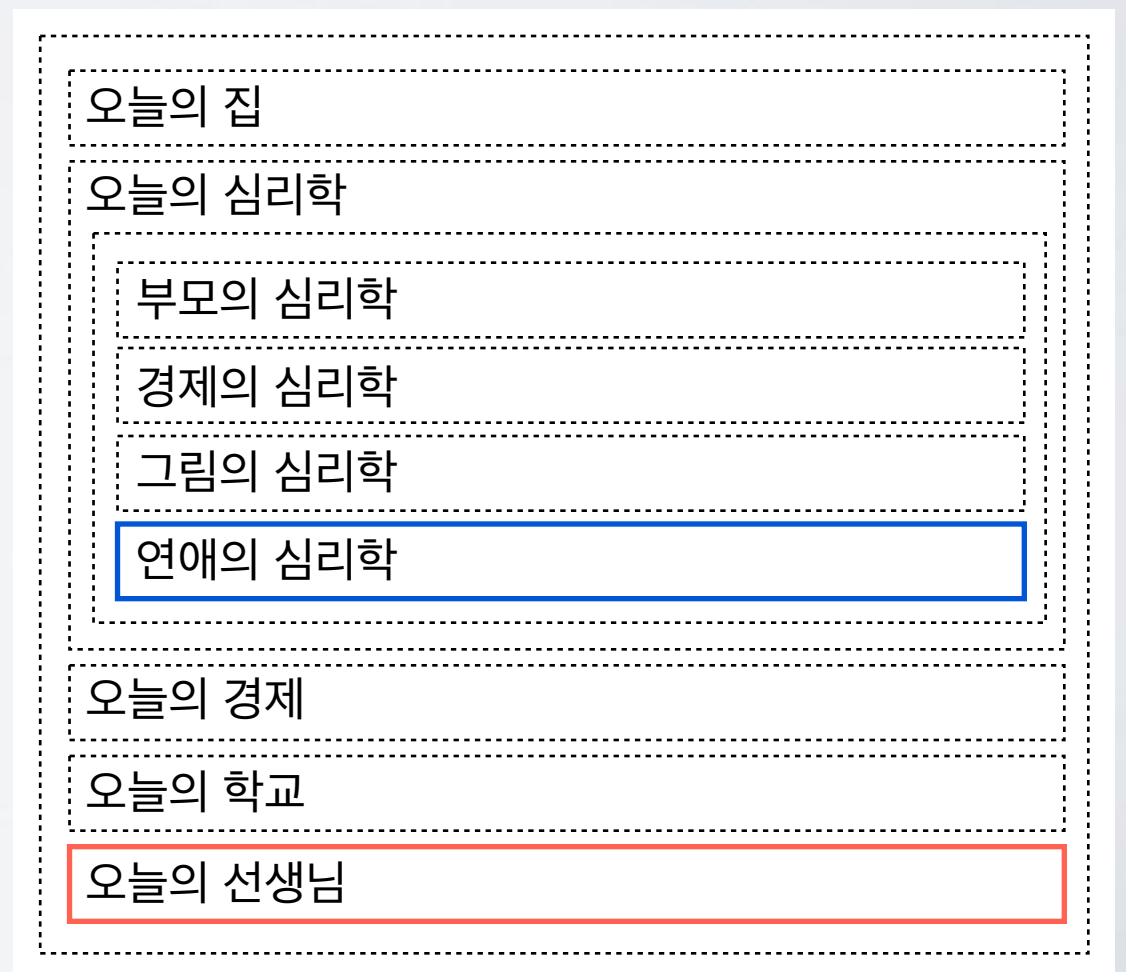 오늘의 집
오늘의 심리학
부모의 심리학
경제의 심리학
그림의 심리학
연애의 심리학
오늘의 경제
오늘의 학교
오늘의 선생님